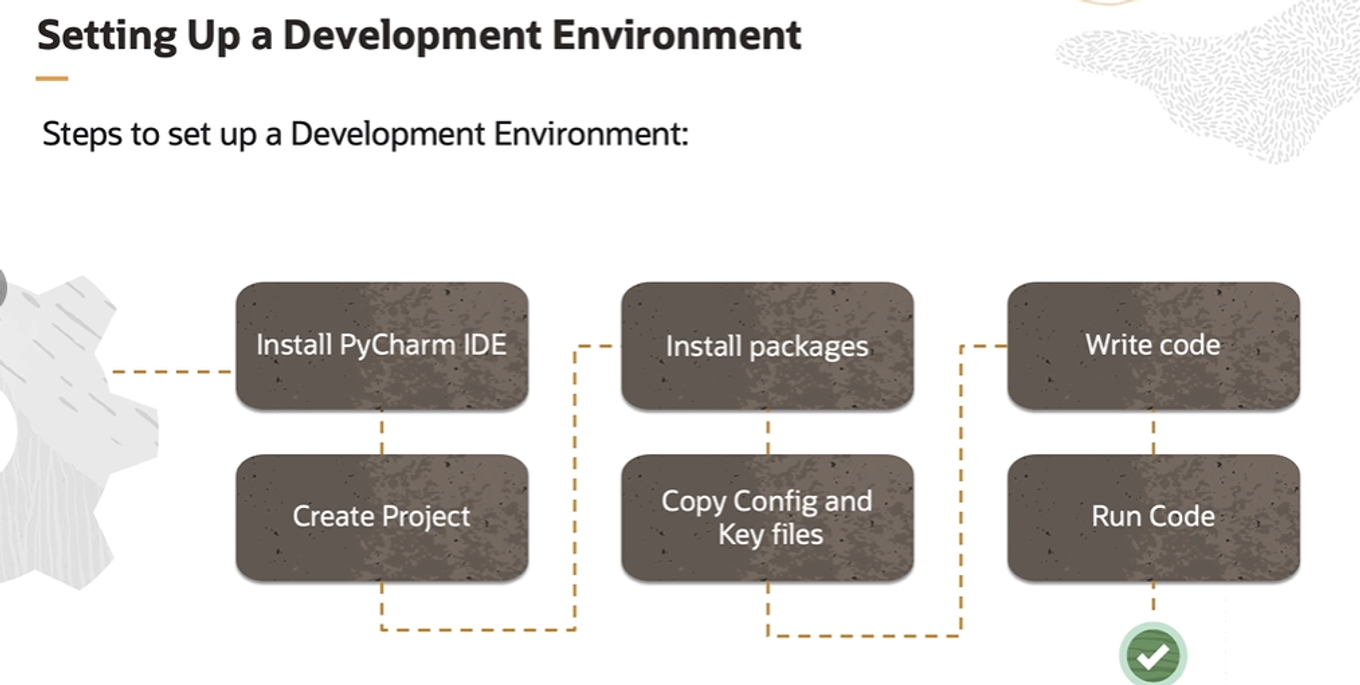 Setting Up a Development Environment
Steps to set up a Development Environment:
Install PyCharm IDE
Create Project
Install packages
Copy Config and
Key files
Write code
Run Code